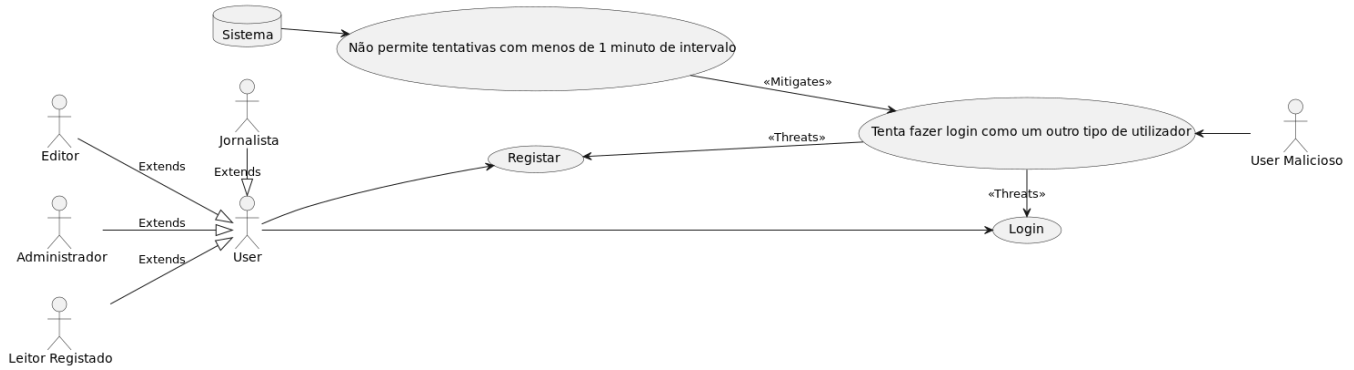 Sistema
Não permite tentativas com menos de 1 minuto de intervalo
«Mitigates»
Editor
Jornalista
Tenta fazer login como um outro tipo de utilizador
User Malicioso
«Threats»
Registar
Extends
Extends
«Threats»
Administrador
Extends
User
Login
Extends
Leitor Registado